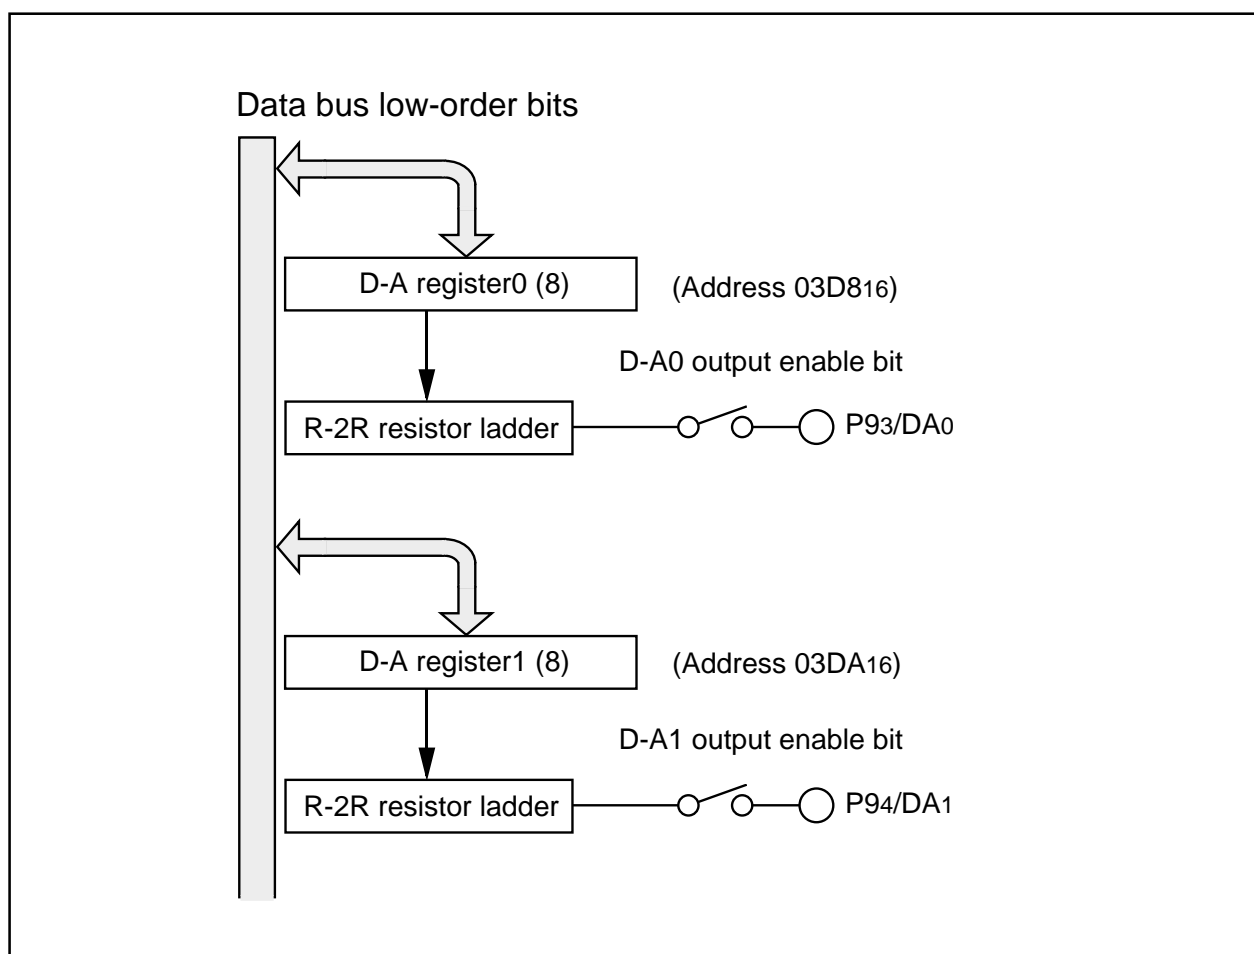 Data bus low-order bits
D-A register0 (8) (Address 03D816)
D-A0 output enable bit
R-2R resistor ladder P93/DA0
D-A register1 (8) (Address 03DA16)
D-A1 output enable bit
R-2R resistor ladder P94/DA1